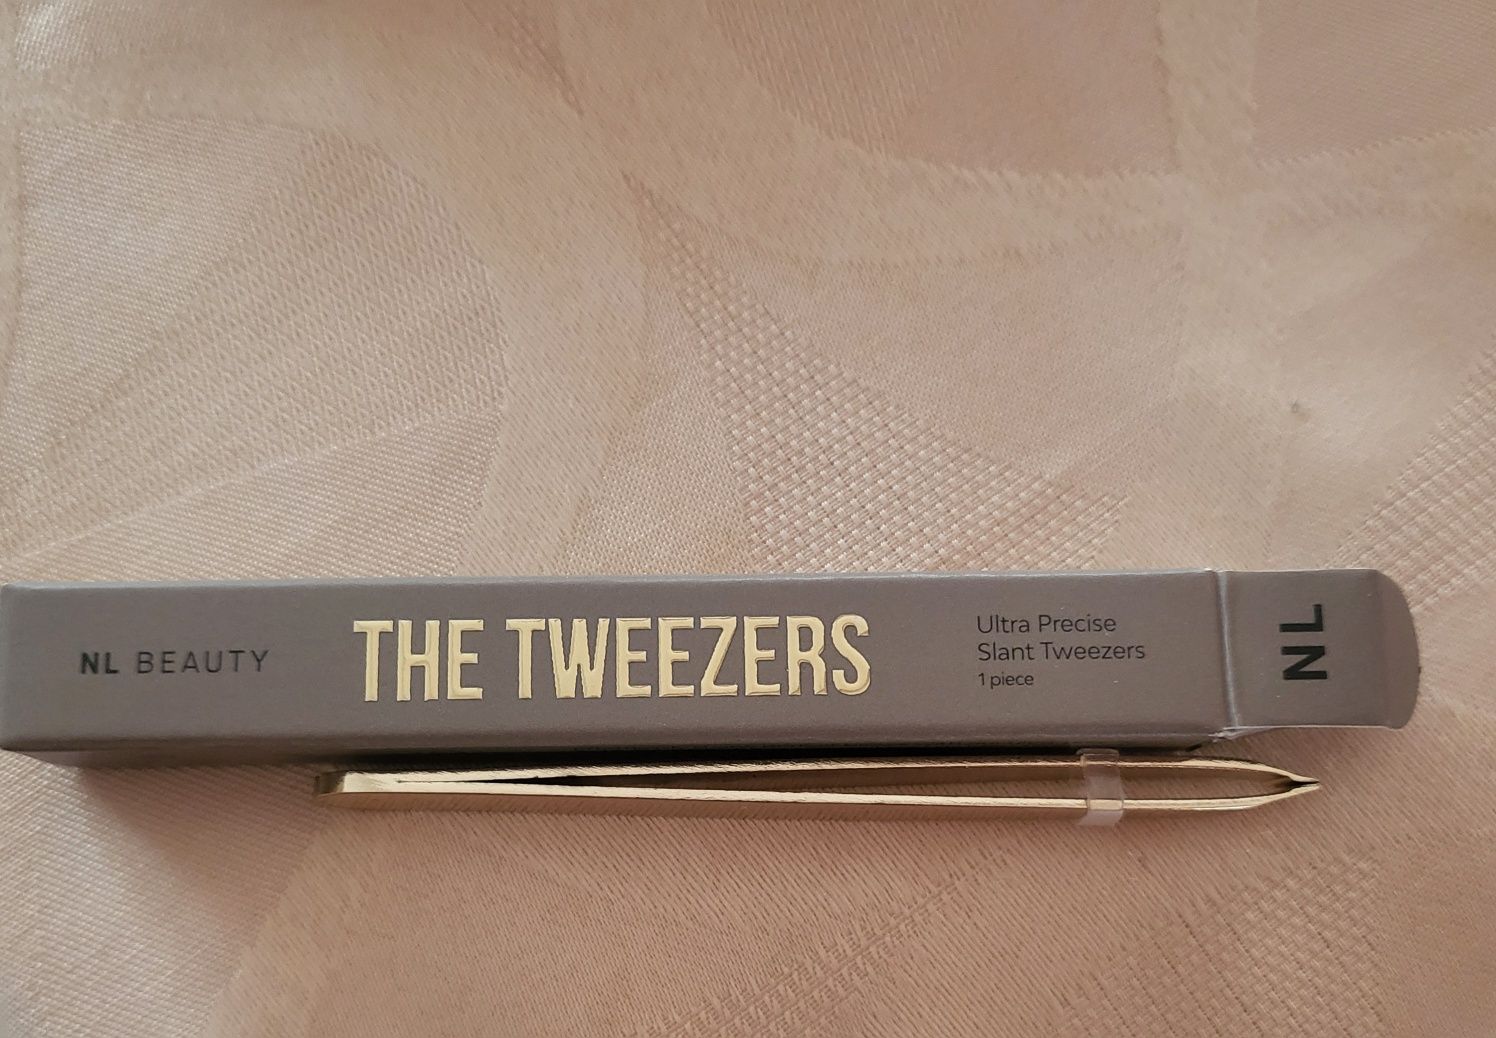 NL BEAUTY
THE TWEEZERS
Ultra Precise
Slant Tweezers
1 piece
NL